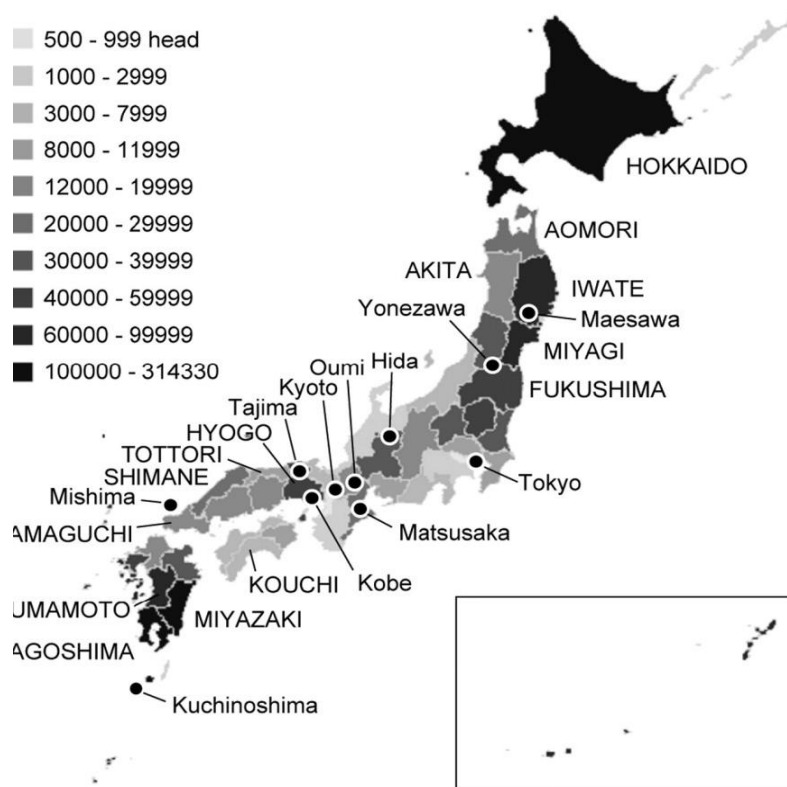 500 - 999 head
1000 - 2999
3000 - 7999
8000 - 11999
12000 - 19999
20000 - 29999
30000 - 39999
40000 - 59999
60000 - 99999
100000 - 314330
HOKKAIDO
AOMORI
AKITA
IWATE
Yonezawa
Maesawa
MIYAGI
Oumi
Hida
Kyoto
FUKUSHIMA
Tajima
HYOGO
TOTTORI
SHIMANE
Mishima
Tokyo
AMAGUCHI
Matsusaka
KOUCHI
Kobe
UMAMOTO
MIYAZAKI
AGOSHIMA
Kuchinoshima